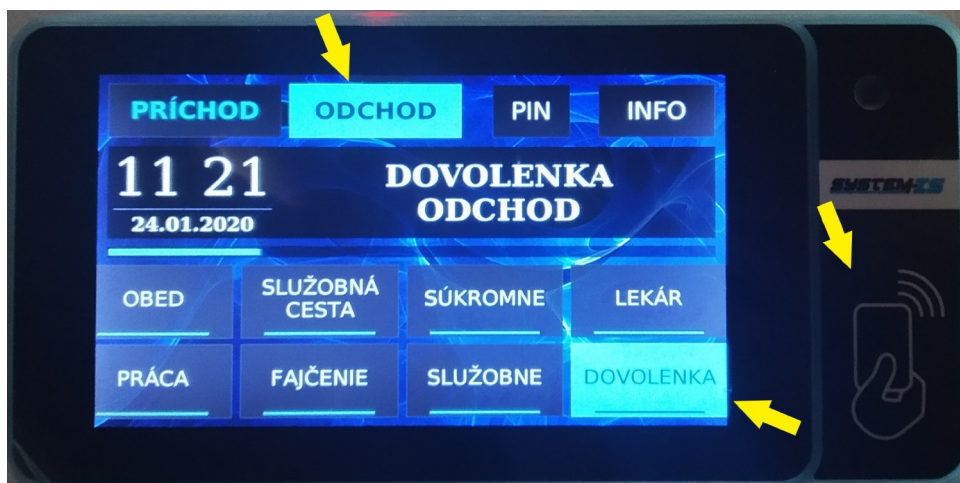 PRÍCHOD ODCHOD PIN INFO
11 21
24.01.2020
DOVOLENKA
ODCHOD
SYSTEM-ZS
OBED
SLUŽOBNÁ
CESTA
SÚKROMNE
LEKÁR
PRÁCA
FAJČENIE
SLUŽOBNE
DOVOLENKA